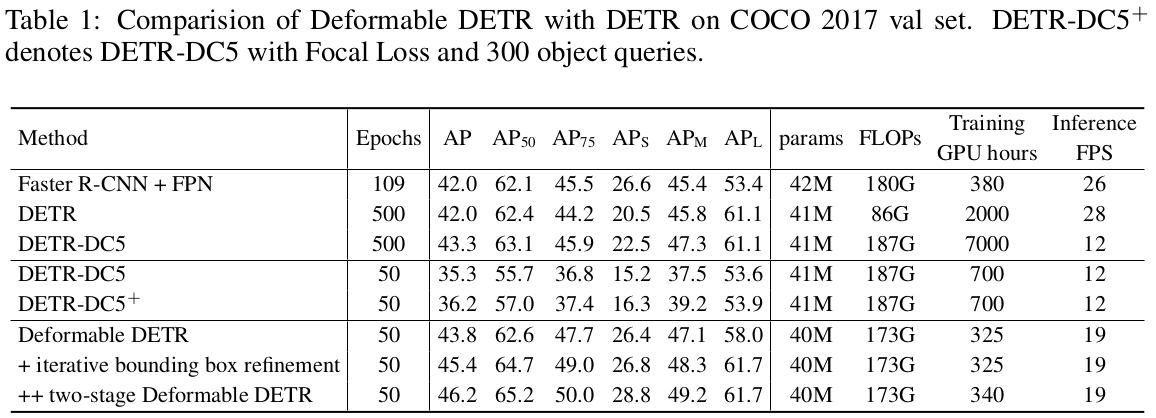 Table 1: Comparision of Deformable DETR with DETR on COCO 2017 val set. DETR-DC5+
denotes DETR-DC5 with Focal Loss and 300 object queries.
Method Epochs AP AP50 AP75 APS APM APL params FLOPs Training GPU hours Inference FPS
Faster R-CNN + FPN 109 42.0 62.1 45.5 26.6 45.4 53.4 42M 180G 380 26
DETR 500 42.0 62.4 44.2 20.5 45.8 61.1 41M 86G 2000 28
DETR-DC5 500 43.3 63.1 45.9 22.5 47.3 61.1 41M 187G 7000 12
DETR-DC5 50 35.3 55.7 36.8 15.2 37.5 53.6 41M 187G 700 12
DETR-DC5+ 50 36.2 57.0 37.4 16.3 39.2 53.9 41M 187G 700 12
Deformable DETR 50 43.8 62.6 47.7 26.4 47.1 58.0 40M 173G 325 19
+ iterative bounding box refinement 50 45.4 64.7 49.0 26.8 48.3 61.7 40M 173G 325 19
++ two-stage Deformable DETR 50 46.2 65.2 50.0 28.8 49.2 61.7 40M 173G 340 19